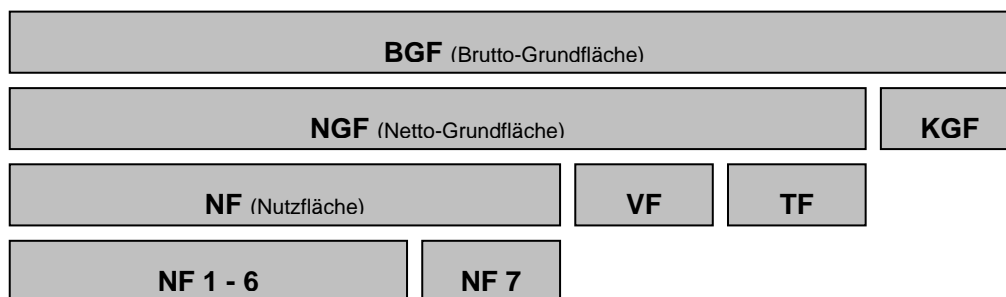 BGF (Brutto-Grundfläche)
NGF (Netto-Grundfläche) KGF
NF (Nutzfläche) VF TF
NF 1 - 6 NF 7